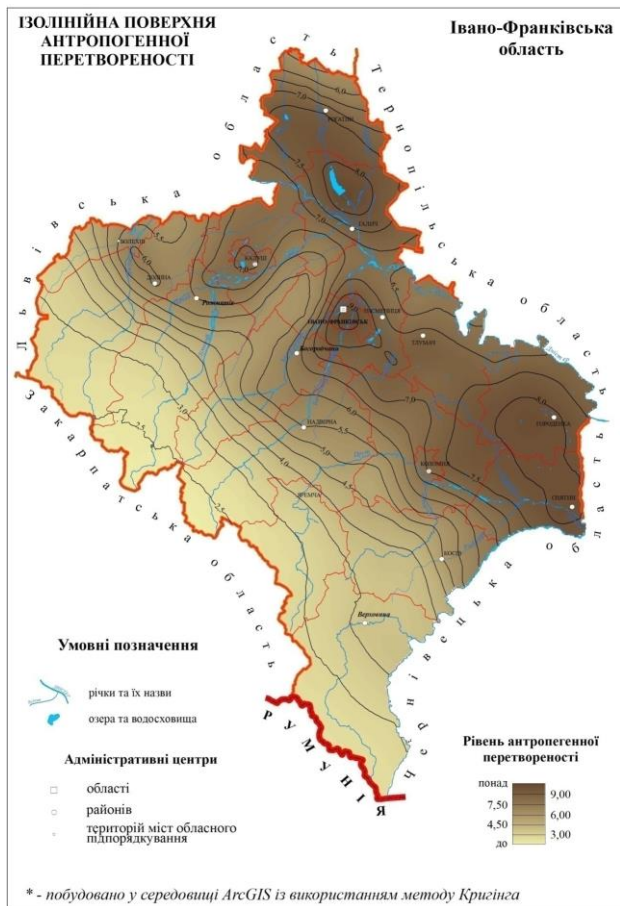 ІЗОЛІНІЙНА ПОВЕРХНЯ
АНТРОПОГЕННОЇ
ПЕРЕТВОРЕНОСТІ
Івано-Франківська
область
Львівська область
Тернопільська область
Закарпатська область
Чернівецька область
РУМУНІЯ
РОГАТИН
ГАЛИЧ
БОЛЕХІВ
КАЛУШ
ДОЛИНА
Рожнятів
ІВАНО-ФРАНКІВСЬК
ТИСМЕНИЦЯ
ТЛУМАЧ
Богородчани
ГОРОДЕНКА
НАДВІРНА
КОЛОМИЯ
СНЯТИН
ЯРЕМЧА
КОСІВ
Верховина
Умовні позначення
річки та їх назви
озера та водосховища
Адміністративні центри
області
районів
територій міст обласного
підпорядкування
Рівень антропегенної
перетвореності
понад
9,00
7,50
6,00
4,50
3,00
до
* - побудовано у середовищі ArcGIS із використанням методу Кригінга